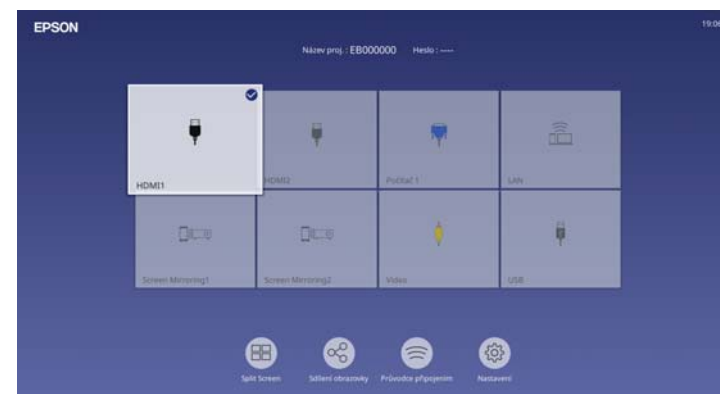 EPSON
19:06
Název proj. : EB000000 Heslo : ----
HDMI1
HDMI2
Počítač 1
LAN
Screen Mirroring1
Screen Mirroring2
Video
USB
Split Screen
Sdílení obrazovky
Průvodce připojením
Nastavení